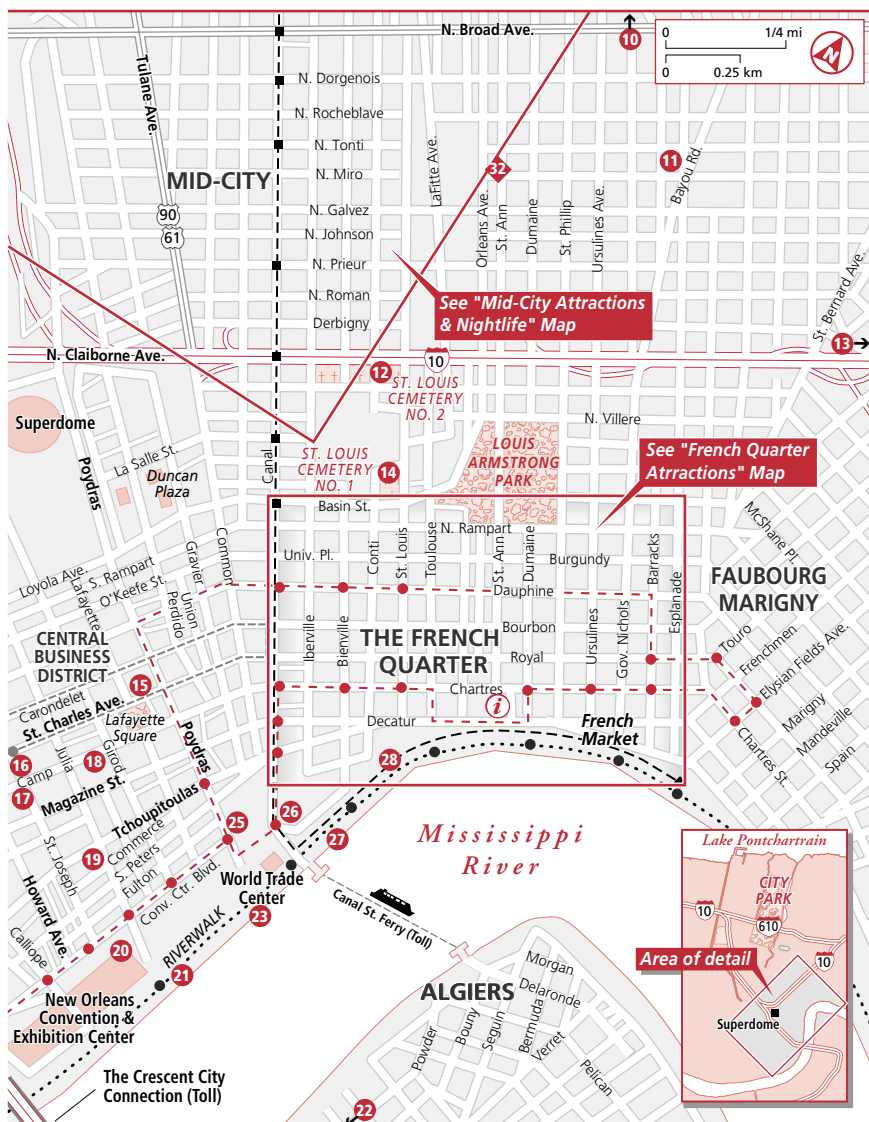 N. Broad Ave.
10
0
1/4 mi
0
0.25 km
N
Tulane Ave.
N. Dorgenois
N. Rocheblave
N. Tonti
N. Miro
MID-CITY
N. Galvez
N. Johnson
N. Prieur
N. Roman
Derbigny
90
61
LaFitte Ave.
32
Orleans Ave.
St. Ann
Dumaine
St. Phillip
Ursulines Ave.
11
Bayou Rd.
St. Bernard Ave.
13
See "Mid-City Attractions
& Nightlife" Map
N. Claiborne Ave.
10
12
ST. LOUIS
CEMETERY
NO. 2
Superdome
Poydras
La Salle St.
Duncan
Plaza
Canal
ST. LOUIS
CEMETERY
NO. 1
14
LOUIS
ARMSTRONG
PARK
N. Villere
See "French Quarter
Atrractions" Map
Basin St.
N. Rampart
Univ. Pl.
Conti
St. Louis
Toulouse
St. Ann
Dumaine
Burgundy
Barracks
Esplanade
McShane Pl.
FAUBOURG
MARIGNY
Loyola Ave.
S. Rampart
O'Keefe St.
Lafayette
Gravier
Common
Union
Perdido
Dauphine
Iberville
Bienville
THE FRENCH
QUARTER
Bourbon
Royal
Ursulines
Gov. Nichols
Chartres
i
Decatur
French
Market
Touro
Frenchmen
Elysian Fields Ave.
Marigny
Mandeville
Spain
Chartres St.
CENTRAL
BUSINESS
DISTRICT
15
Carondelet
St. Charles Ave.
Lafayette
Square
Poydras
16
17
Camp
Julia
18
Girod
Magazine St.
Tchoupitoulas
28
26
25
27
19
Commerce
S. Peters
Fulton
St. Joseph
Howard Ave.
Calliope
Conv. Ctr. Blvd.
World Trade
Center
23
RIVERWALK
20
21
New Orleans
Convention &
Exhibition Center
The Crescent City
Connection (Toll)
Mississippi
River
Canal St. Ferry (Toll)
ALGIERS
Morgan
Delaronde
Powder
Bouny
Seguin
Bermuda
Verret
Pelican
22
Lake Pontchartrain
CITY
PARK
10
610
10
Area of detail
Superdome